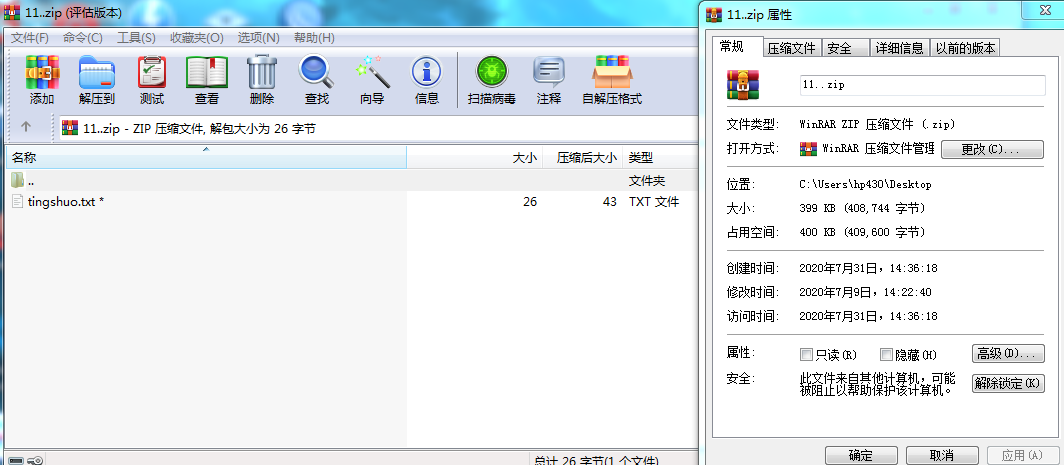 11..zip (评估版本)
文件(F) 命令(C) 工具(S) 收藏夹(O) 选项(N) 帮助(H)
添加 解压到 测试 查看 删除 查找 向导 信息 扫描病毒 注释 自解压格式
11..zip - ZIP 压缩文件, 解包大小为 26 字节
名称 大小 压缩后大小 类型
.. 文件夹
tingshuo.txt * 26 43 TXT 文件
总计 26 字节(1 个文件)
11..zip 属性
常规 压缩文件 安全 详细信息 以前的版本
11..zip
文件类型: WinRAR ZIP 压缩文件 (.zip)
打开方式: WinRAR 压缩文件管理 更改(C)...
位置: C:\Users\hp430\Desktop
大小: 399 KB (408,744 字节)
占用空间: 400 KB (409,600 字节)
创建时间: 2020年7月31日，14:36:18
修改时间: 2020年7月9日，14:22:40
访问时间: 2020年7月31日，14:36:18
属性: 只读(R) 隐藏(H) 高级(D)...
安全: 此文件来自其他计算机，可能
被阻止以帮助保护该计算机。 解除锁定(K)
确定 取消 应用(A)